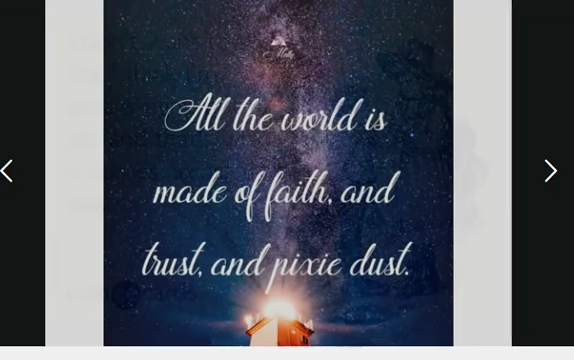 All the world is
made of faith, and
trust, and pixie dust.